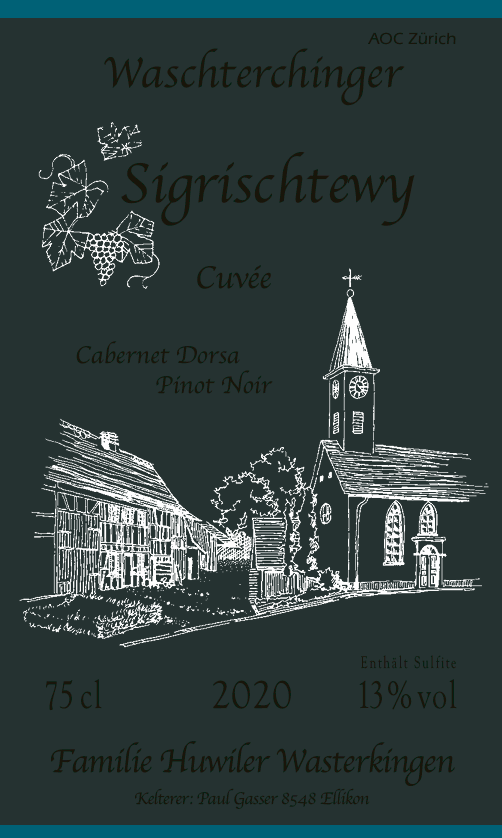 AOC Zürich
Waschterchinger
Sigrischtewy
Cuvée
Cabernet Dorsa
Pinot Noir
Enthält Sulfite
75 cl 2020 13% vol
Familie Huwiler Wasterkingen
Kelterer: Paul Gasser 8548 Ellikon